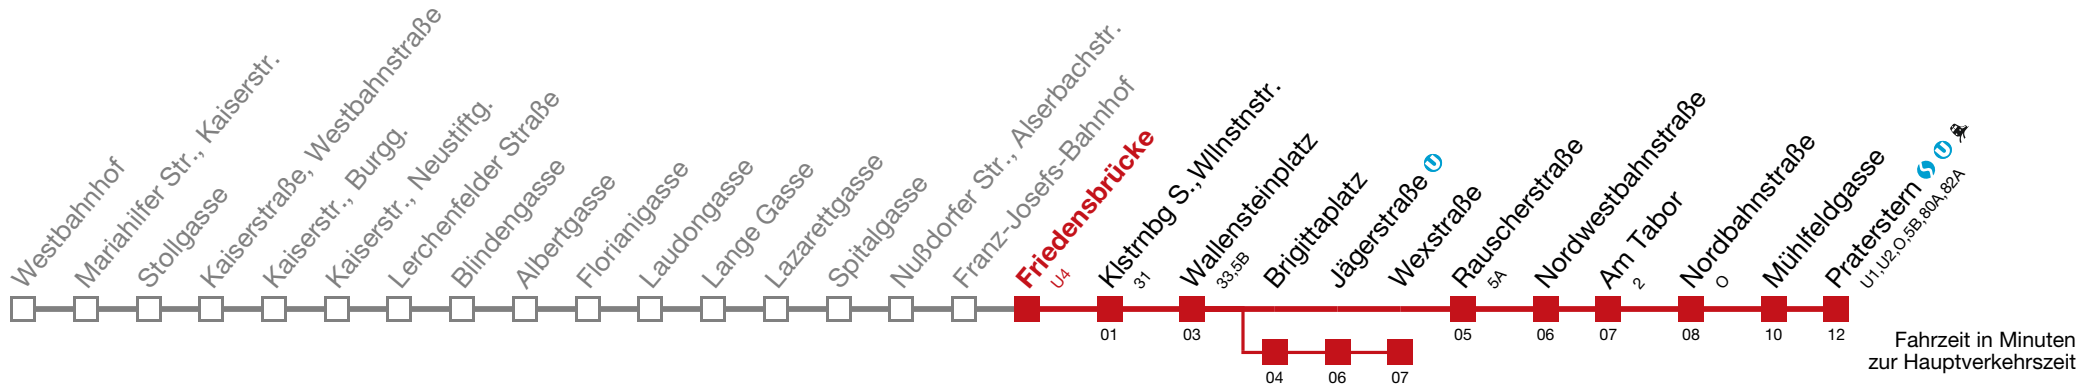 Westbahnhof
Mariahilfer Str., Kaiserstr.
Stollgasse
Kaiserstraße, Westbahnstraße
Kaiserstr., Burgg.
Kaiserstr., Neustiftg.
Lerchenfelder Straße
Blindengasse
Albertgasse
Florianigasse
Laudongasse
Lange Gasse
Lazarettgasse
Spitalgasse
Nußdorfer Str., Alserbachstr.
Franz-Josefs-Bahnhof
Friedensbrücke
U4
Klstrnbg S., Wllnstnstr.
31
Wallensteinplatz
33,5B
Brigittaplatz
Jägerstraße U
Wexstraße
Rauscherstraße
5A
Nordwestbahnstraße
Am Tabor
2
Nordbahnstraße
O
Mühlfeldgasse
Praterstern S U
U1,U2,O,5B,80A,82A
01
03
05
06
07
08
10
12
04
06
07
Fahrzeit in Minuten
zur Hauptverkehrszeit